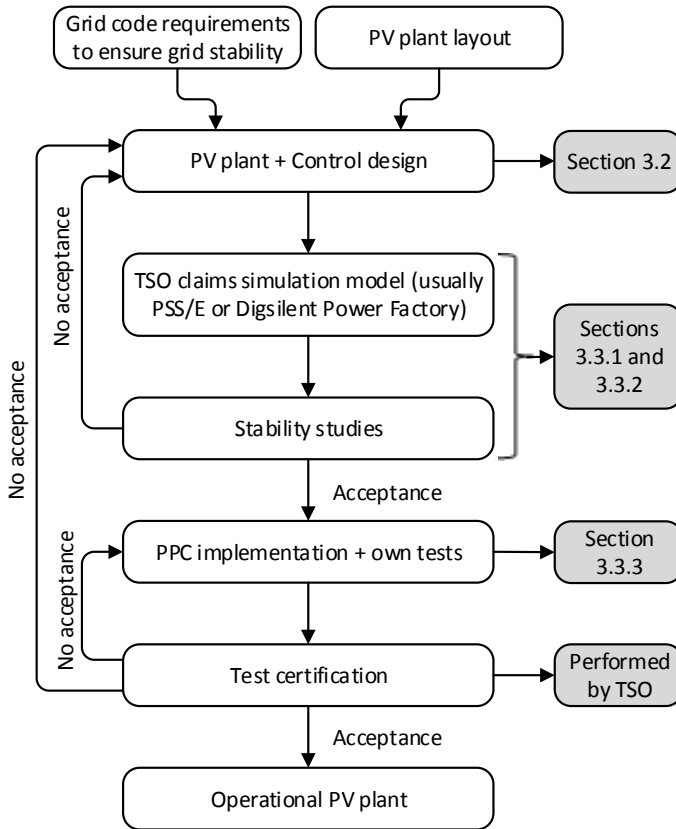 Grid code requirements
to ensure grid stability
PV plant layout
PV plant + Control design
Section 3.2
No acceptance
TSO claims simulation model (usually
PSS/E or Digsilent Power Factory)
Sections
3.3.1 and
3.3.2
No acceptance
Stability studies
Acceptance
No acceptance
PPC implementation + own tests
Section
3.3.3
Test certification
Performed
by TSO
Acceptance
Operational PV plant